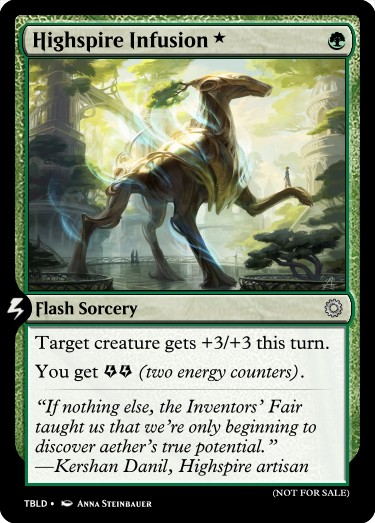 Highspire Infusion ★
Flash Sorcery
Target creature gets +3/+3 this turn.
You get (two energy counters).
“If nothing else, the Inventors’ Fair
taught us that we’re only beginning to
discover aether’s true potential.”
—Kershan Danil, Highspire artisan
(NOT FOR SALE)
TBLD • Anna Steinbauer